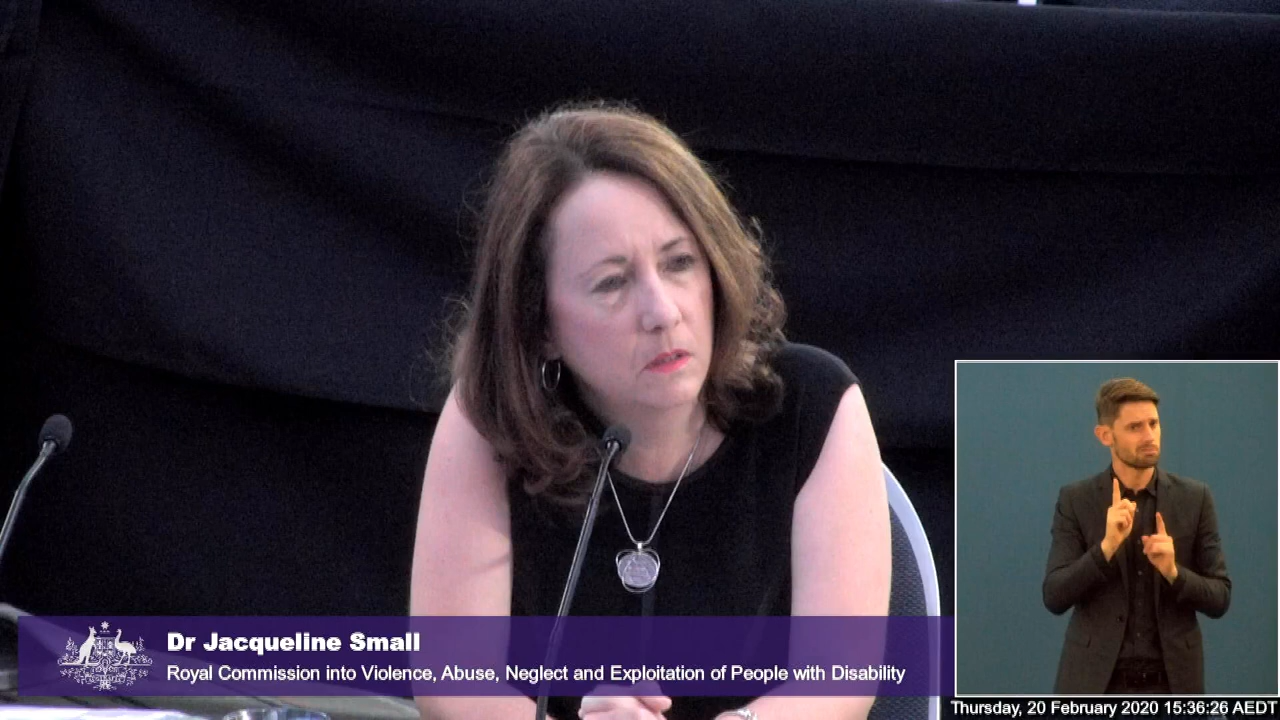 Dr Jacqueline Small
Royal Commission into Violence, Abuse, Neglect and Exploitation of People with Disability
Thursday, 20 February 2020 15:36:26 AEDT